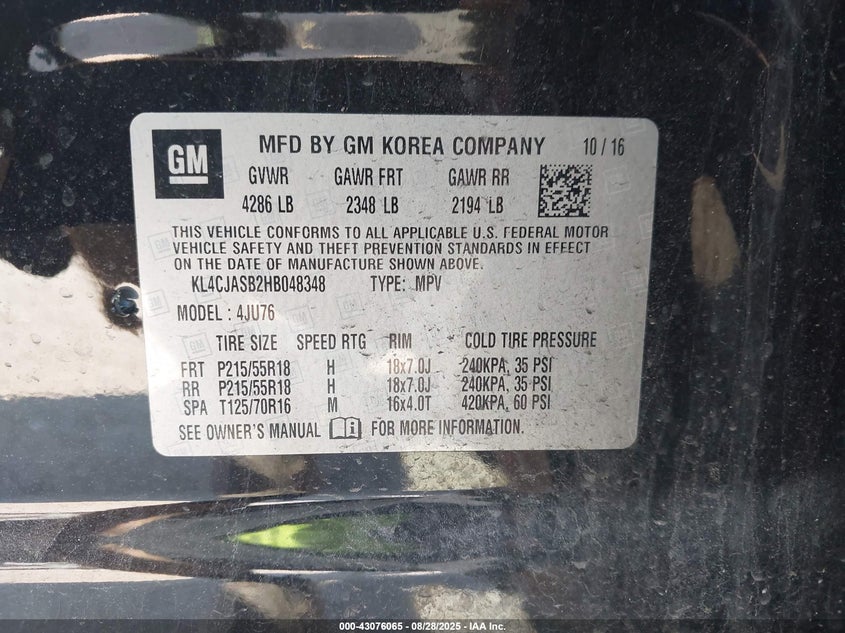 GM MFD BY GM KOREA COMPANY 10 / 16
GVWR GAWR FRT GAWR RR
4286 LB 2348 LB 2194 LB
THIS VEHICLE CONFORMS TO ALL APPLICABLE U.S. FEDERAL MOTOR
VEHICLE SAFETY AND THEFT PREVENTION STANDARDS IN EFFECT
ON THE DATE OF MANUFACTURE SHOWN ABOVE.
KL4CJASB2HB048348 TYPE: MPV
MODEL : 4JU76
TIRE SIZE SPEED RTG RIM COLD TIRE PRESSURE
FRT P215/55R18 H 18x7.0J 240KPA, 35 PSI
RR P215/55R18 H 18x7.0J 240KPA, 35 PSI
SPA T125/70R16 M 16x4.0T 420KPA, 60 PSI
SEE OWNER'S MANUAL FOR MORE INFORMATION.
000-43076065 - 08/28/2025 - IAA Inc.